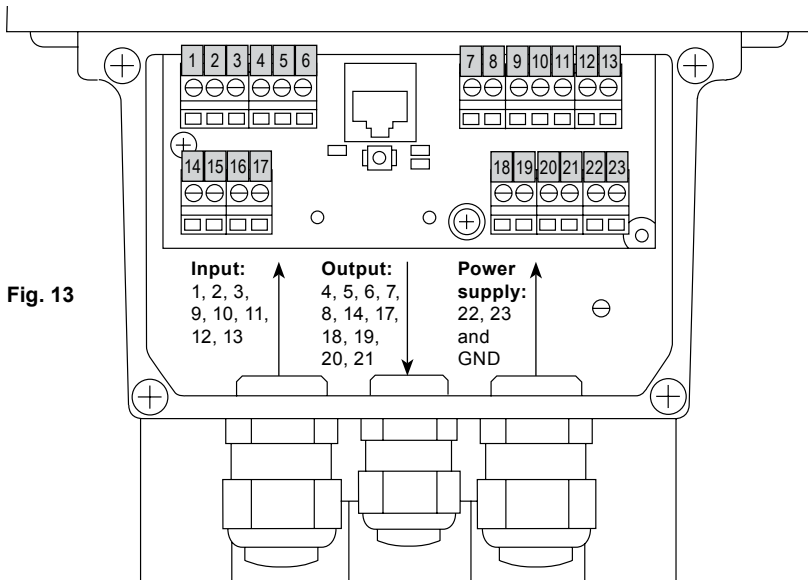 1 2 3 4 5 6
7 8 9 10 11 12 13
14 15 16 17
18 19 20 21 22 23
Fig. 13
Input:
1, 2, 3,
9, 10, 11,
12, 13
Output:
4, 5, 6, 7,
8, 14, 17,
18, 19,
20, 21
Power
supply:
22, 23
and
GND